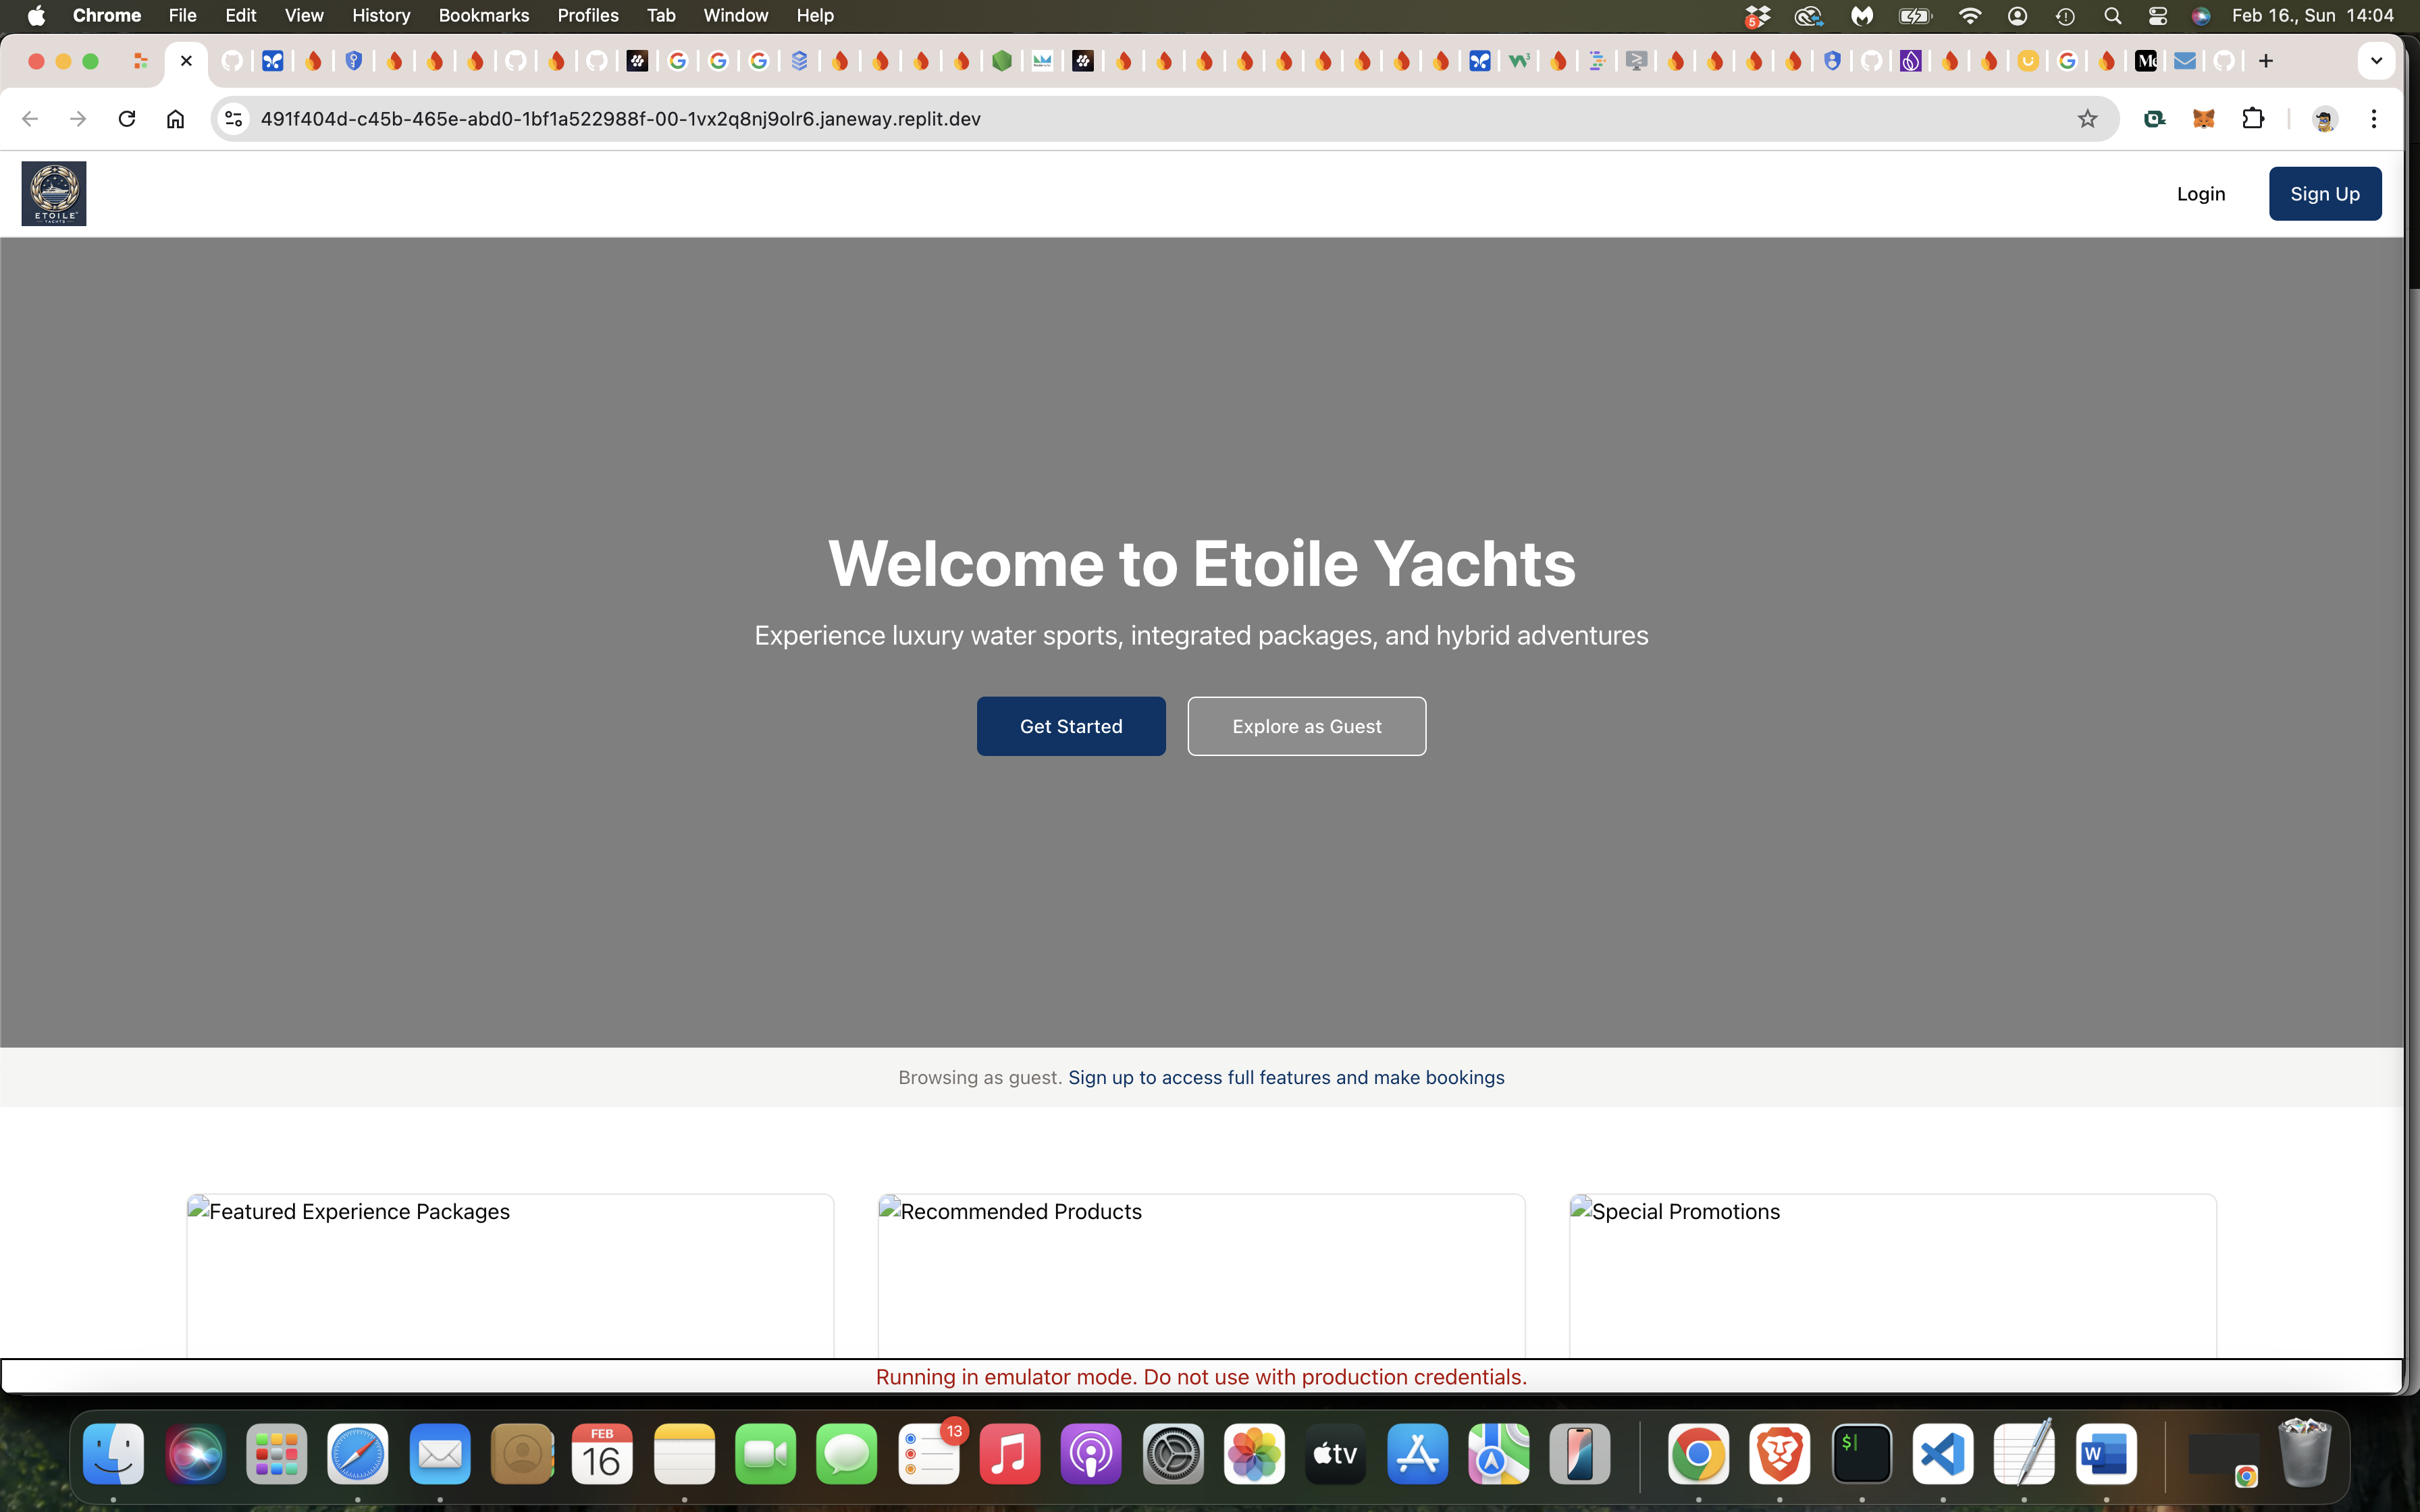 Chrome File Edit View History Bookmarks Profiles Tab Window Help 5 Feb 16., Sun 14:04
491f404d-c45b-465e-abd0-1bf1a522988f-00-1vx2q8nj9olr6.janeway.replit.dev
ETOILE
YACHTS
Login
Sign Up
Welcome to Etoile Yachts
Experience luxury water sports, integrated packages, and hybrid adventures
Get Started
Explore as Guest
Browsing as guest. Sign up to access full features and make bookings
Featured Experience Packages
Recommended Products
Special Promotions
Running in emulator mode. Do not use with production credentials.
FEB
16
13
tv
$
W